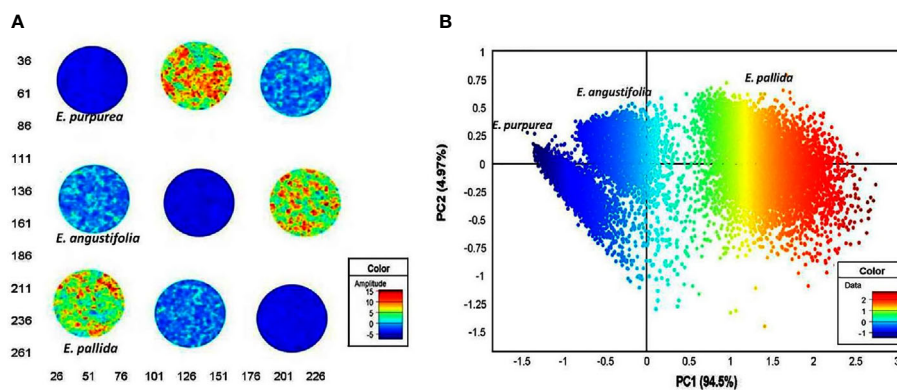 A
36
61
86
111
136
161
186
211
236
261
E. purpurea
E. angustifolia
E. pallida
26 51 76 101 126 151 176 201 226
Color
Amplitude
15
10
5
0
-5
B
PC2 (4.97%)
1
0.75
0.5
0.25
0
-0.25
-0.5
-0.75
-1
-1.25
-1.5
E. purpurea
E. angustifolia
E. pallida
-1.5 -1 -0.5 0 0.5 1 1.5 2 2.5 3
PC1 (94.5%)
Color
Data
2
1
0
-1